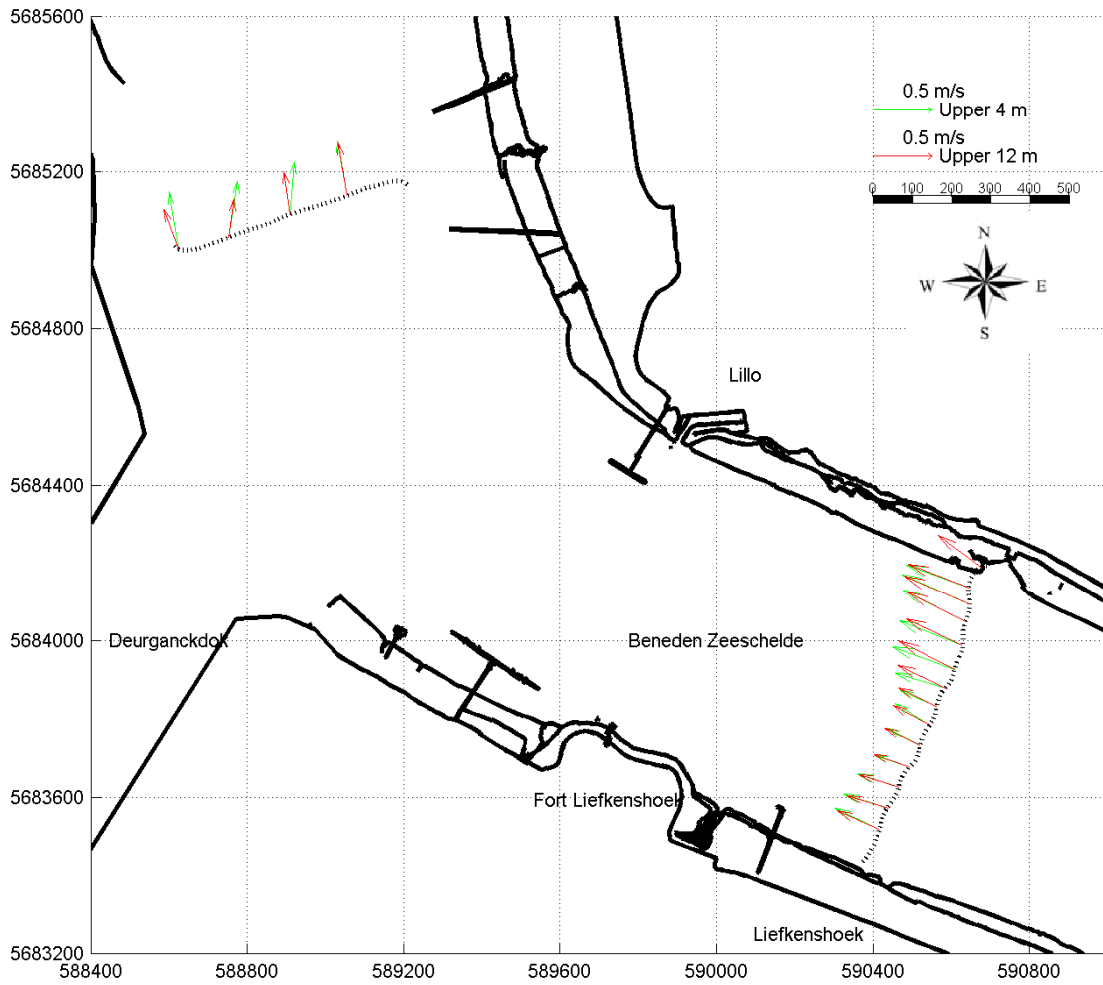 5685600
0.5 m/s
Upper 4 m
0.5 m/s
Upper 12 m
0 100 200 300 400 500
5685200
N
W E
S
5684800
Lillo
5684400
5684000
Deurganckdok
Beneden Zeeschelde
5683600
Fort Liefkenshoek
Liefkenshoek
5683200
588400 588800 589200 589600 590000 590400 590800